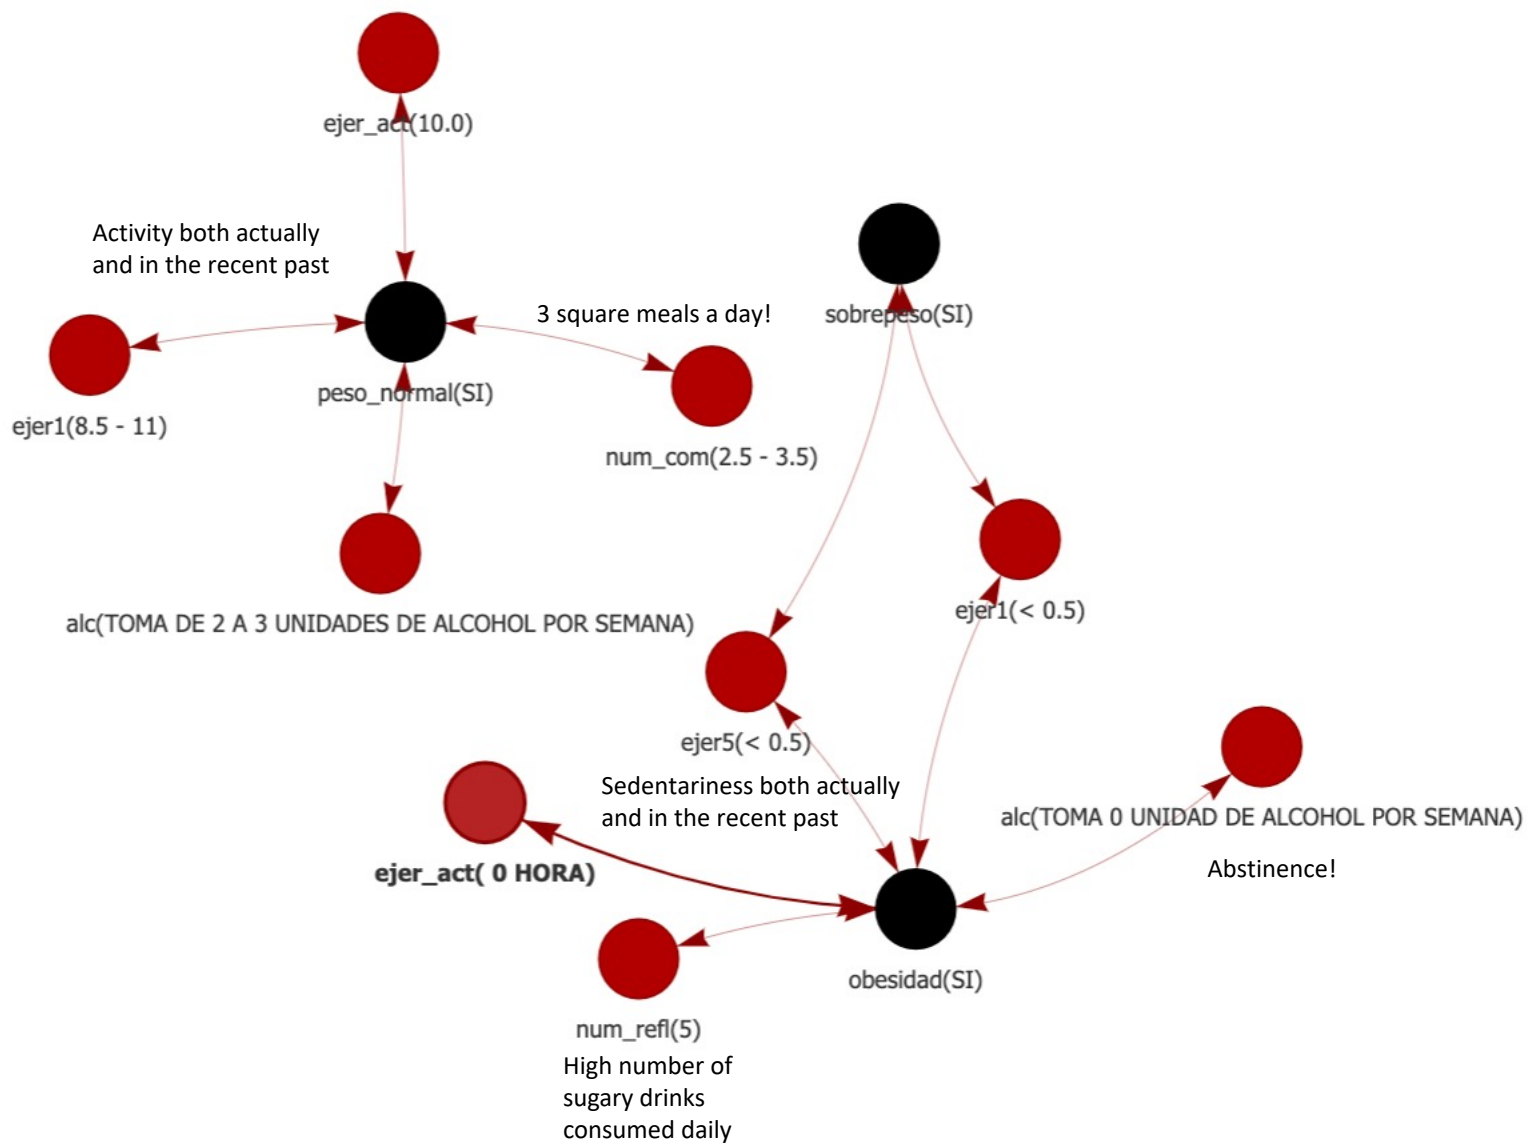 ejer_act(10.0)
Activity both actually
and in the recent past
3 square meals a day!
sobrepeso(SI)
peso_normal(SI)
ejer1(8.5 - 11)
num_com(2.5 - 3.5)
alc(TOMA DE 2 A 3 UNIDADES DE ALCOHOL POR SEMANA)
ejer1(< 0.5)
ejer5(< 0.5)
Sedentariness both actually
and in the recent past
alc(TOMA 0 UNIDAD DE ALCOHOL POR SEMANA)
ejer_act( 0 HORA)
Abstinence!
obesidad(SI)
num_refl(5)
High number of
sugary drinks
consumed daily